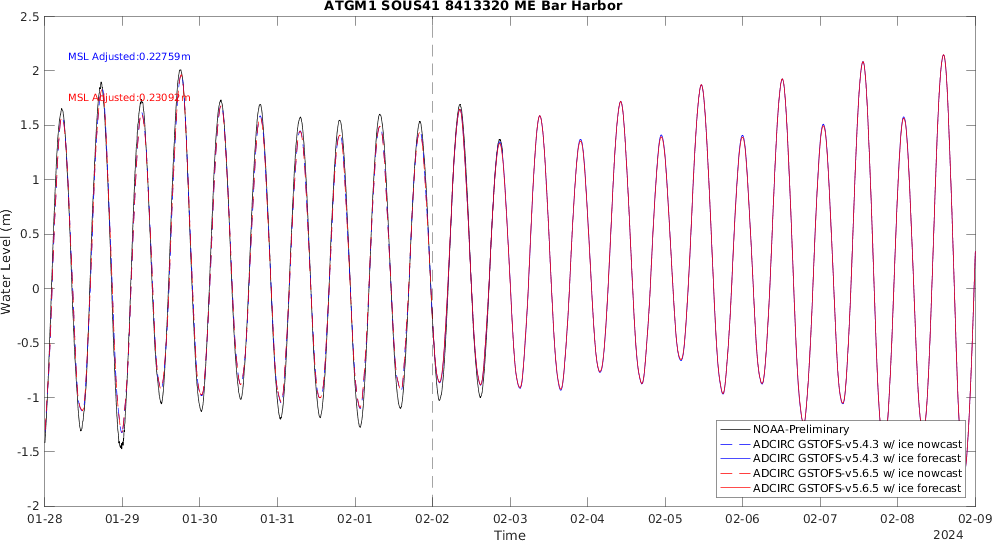 ATGM1 SOUS41 8413320 ME Bar Harbor
2.5
2
1.5
1
0.5
0
-0.5
-1
-1.5
-2
Water Level (m)
MSL Adjusted:0.22759m
MSL Adjusted:0.23092m
NOAA-Preliminary
ADCIRC GSTOFS-v5.4.3 w/ ice nowcast
ADCIRC GSTOFS-v5.4.3 w/ ice forecast
ADCIRC GSTOFS-v5.6.5 w/ ice nowcast
ADCIRC GSTOFS-v5.6.5 w/ ice forecast
01-28 01-29 01-30 01-31 02-01 02-02 02-03 02-04 02-05 02-06 02-07 02-08 02-09
Time
2024